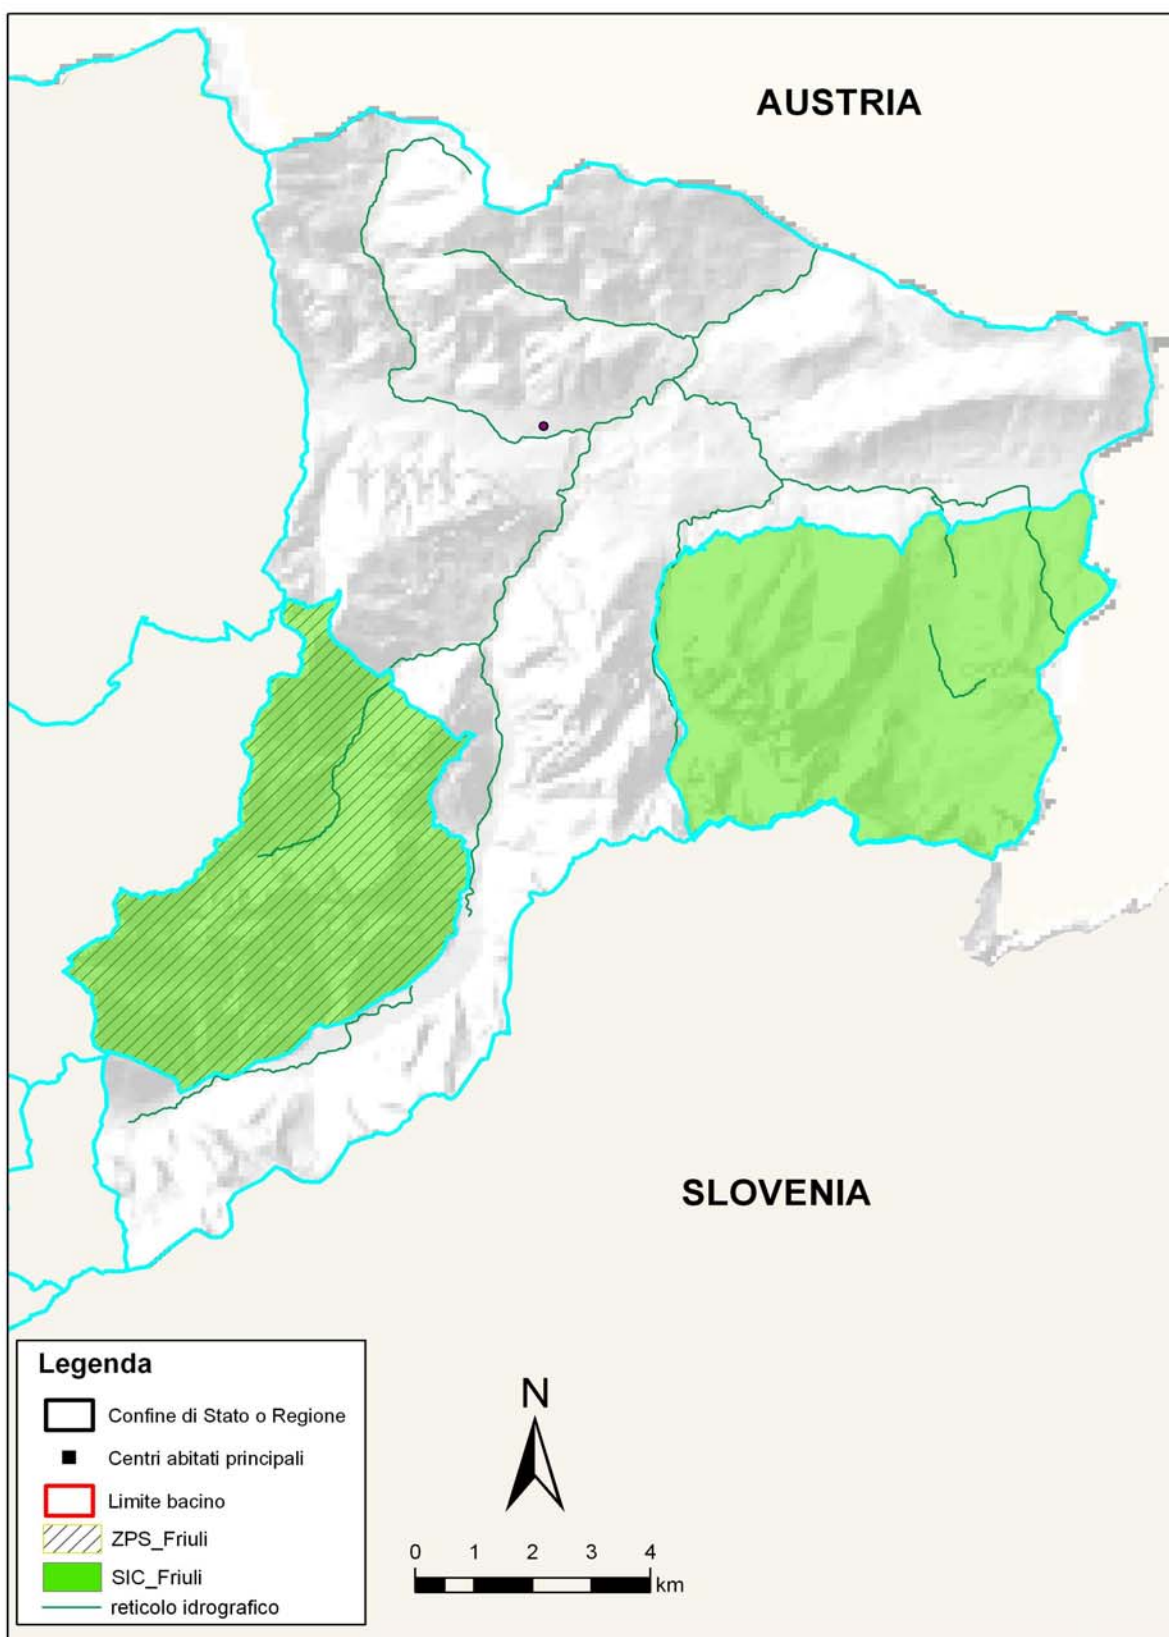 AUSTRIA
SLOVENIA
Legenda
Confine di Stato o Regione
Centri abitati principali
Limite bacino
ZPS_Friuli
SIC_Friuli
reticolo idrografico
N
0 1 2 3 4
km